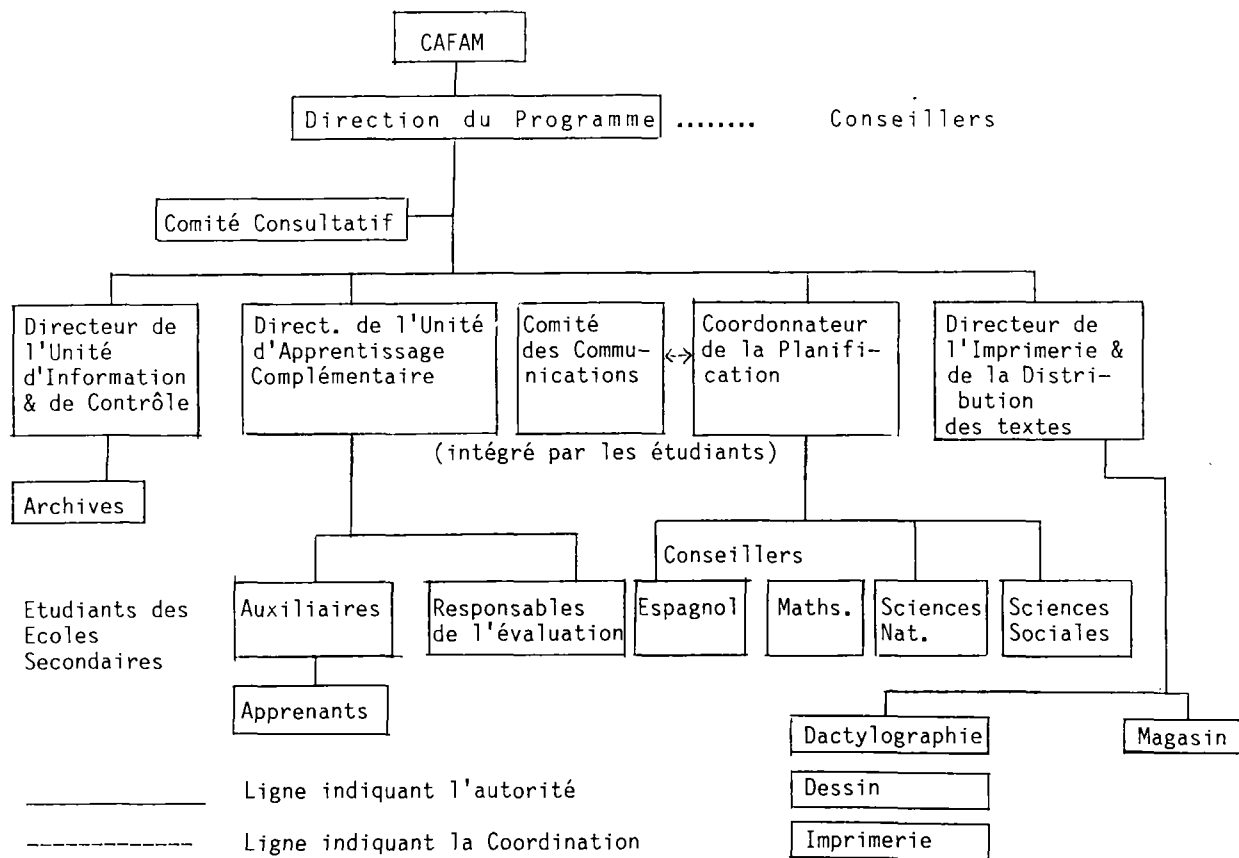 CAFAM
Direction du Programme ........ Conseillers
Comité Consultatif
Directeur de
l'Unité
d'Information
& de Contrôle
Direct. de l'Unité
d'Apprentissage
Complémentaire
Comité
des Commu-
nications
Coordonnateur
de la Planifi-
cation
Directeur de
l'Imprimerie &
de la Distri-
bution
des textes
(intégré par les étudiants)
Archives
Conseillers
Etudiants des
Ecoles
Secondaires
Auxiliaires
Responsables
de l'évaluation
Espagnol
Maths.
Sciences
Nat.
Sciences
Sociales
Apprenants
Dactylographie
Magasin
Dessin
Imprimerie
Ligne indiquant l'autorité
Ligne indiquant la Coordination